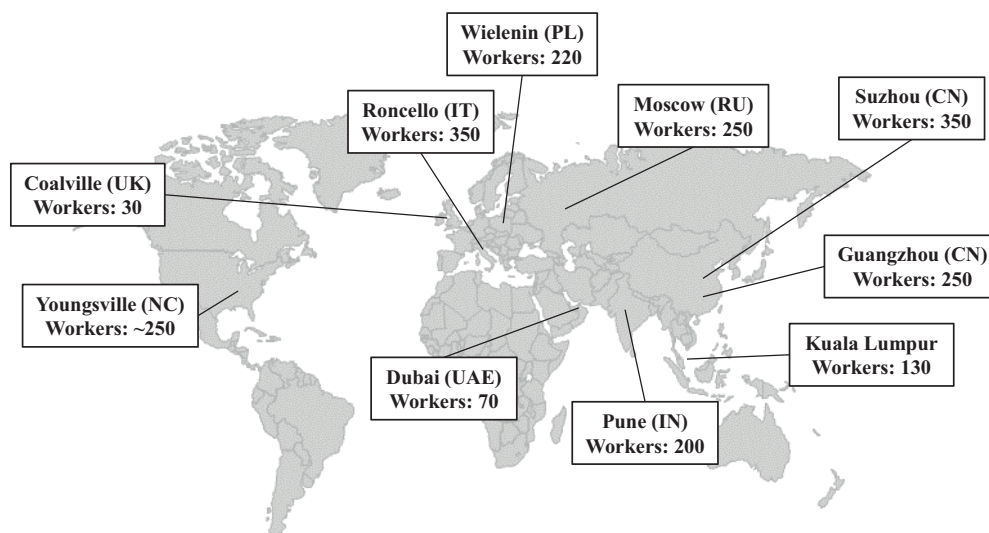 Wielenin (PL)
Workers: 220
Roncello (IT)
Workers: 350
Moscow (RU)
Workers: 250
Suzhou (CN)
Workers: 350
Coalville (UK)
Workers: 30
Guangzhou (CN)
Workers: 250
Youngsville (NC)
Workers: ~250
Kuala Lumpur
Workers: 130
Dubai (UAE)
Workers: 70
Pune (IN)
Workers: 200